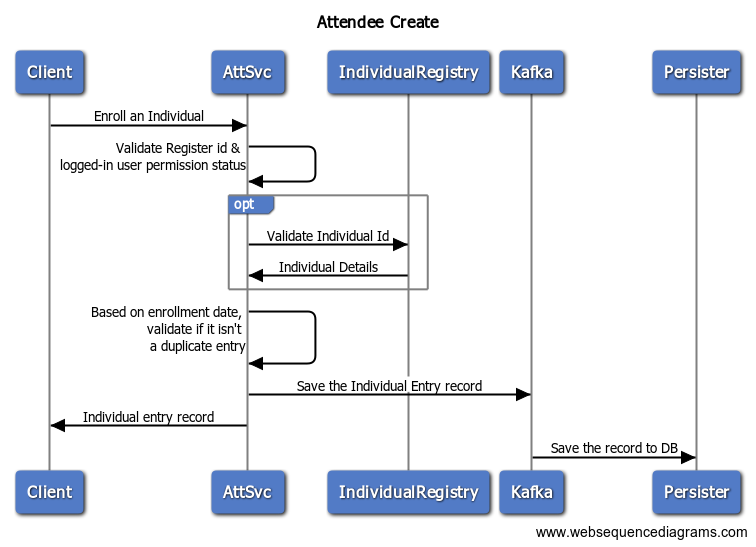 Attendee Create
Client
AttSvc
IndividualRegistry
Kafka
Persister
Enroll an Individual
Validate Register id &
logged-in user permission status
opt
Validate Individual Id
Individual Details
Based on enrollment date,
validate if it isn't
a duplicate entry
Save the Individual Entry record
Individual entry record
Save the record to DB
Client
AttSvc
IndividualRegistry
Kafka
Persister
www.websequencediagrams.com